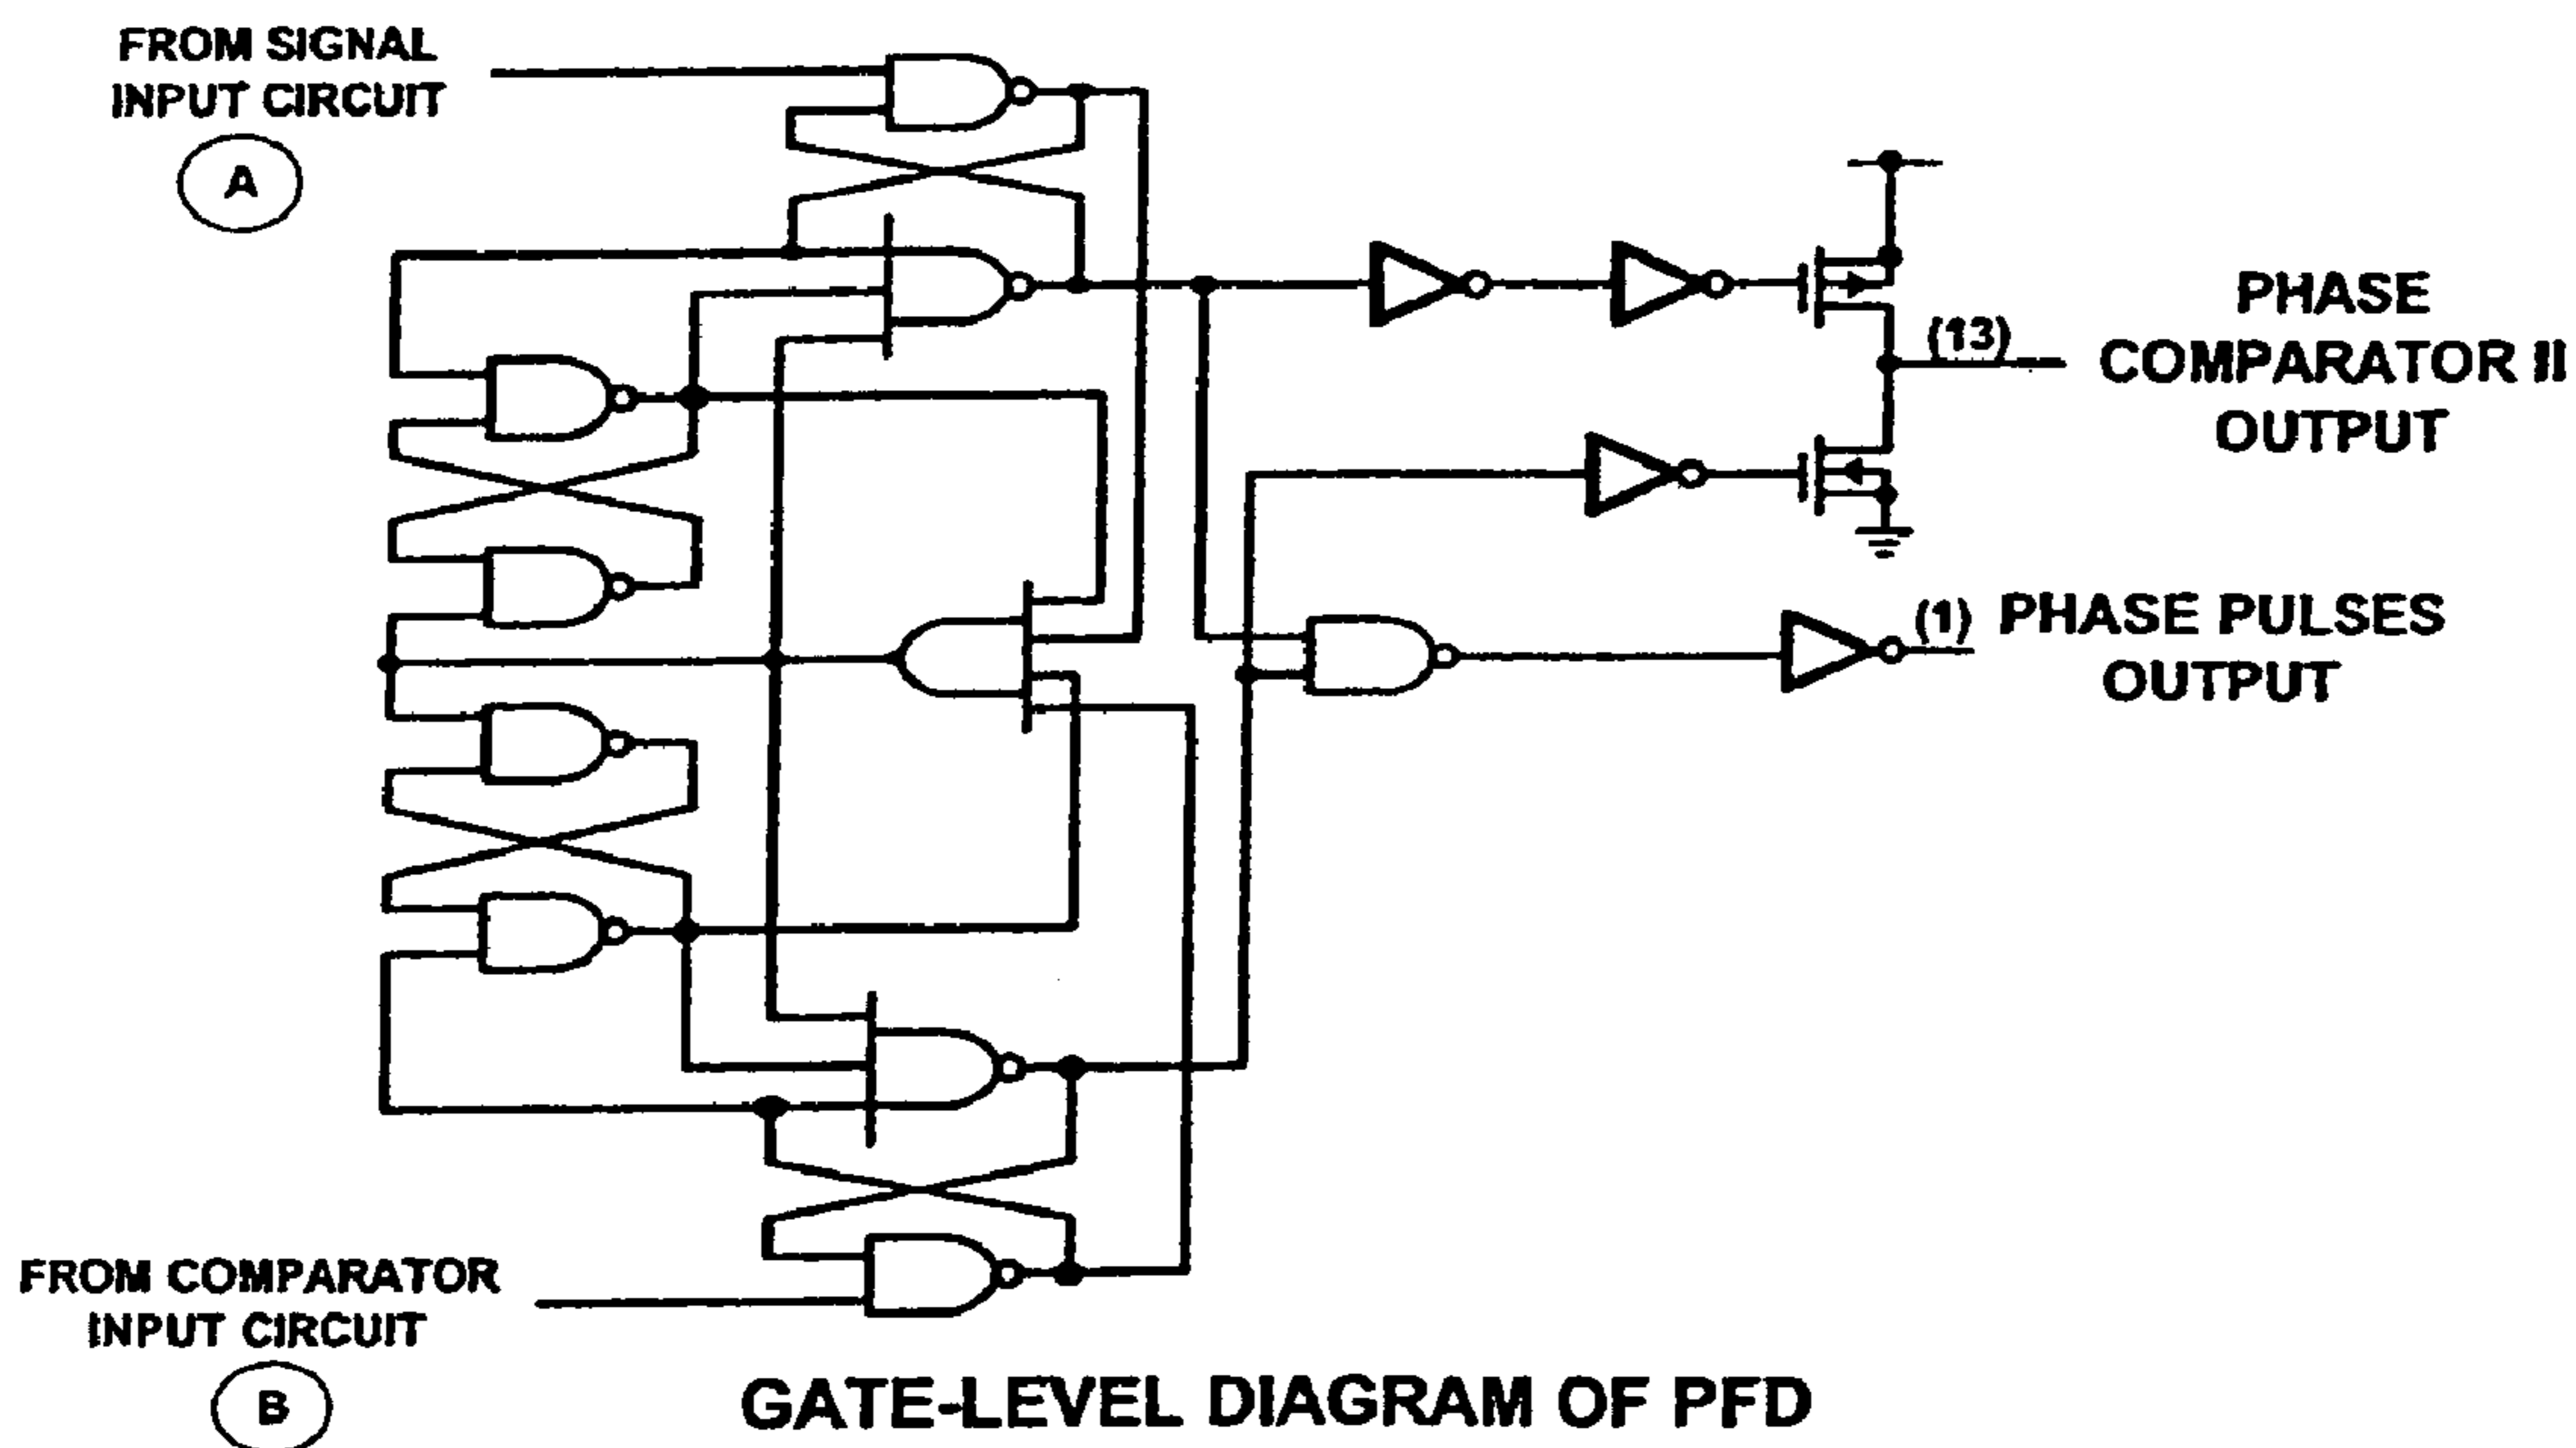 FROM SIGNAL
INPUT CIRCUIT
A
(13)
PHASE
COMPARATOR II
OUTPUT
(1) PHASE PULSES
OUTPUT
FROM COMPARATOR
INPUT CIRCUIT
B
GATE-LEVEL DIAGRAM OF PFD